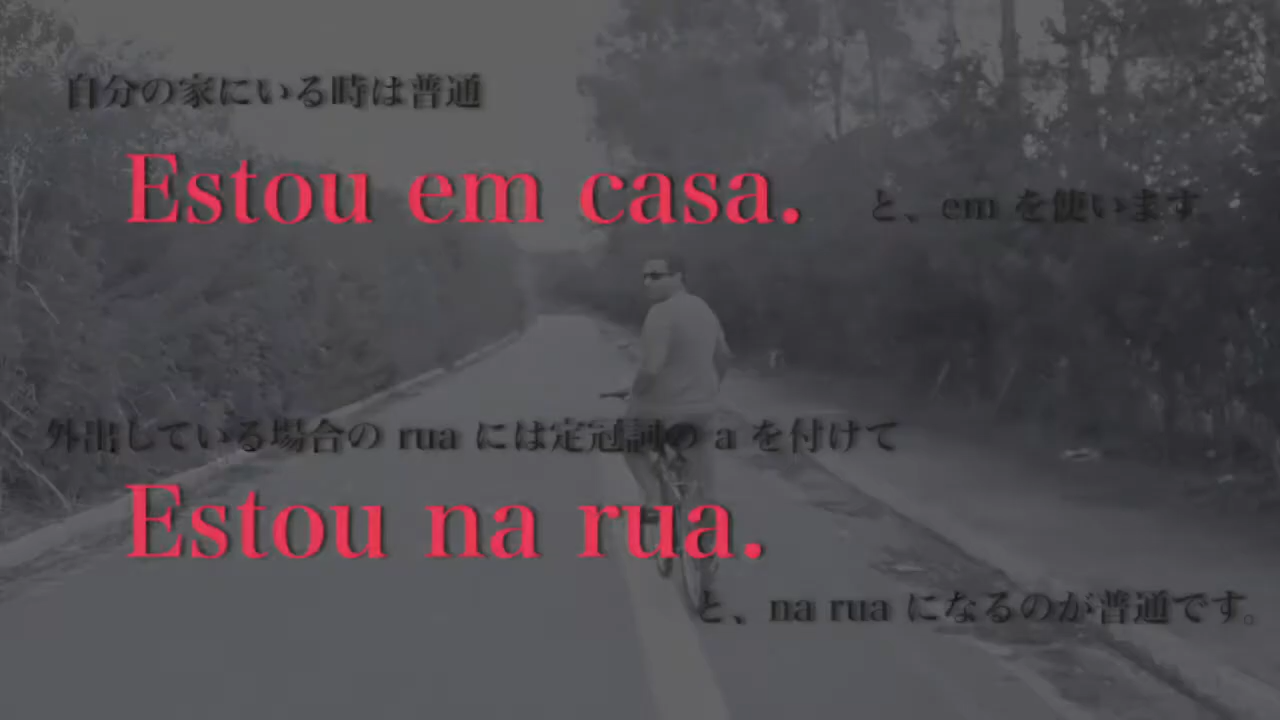 自分の家にいる時は普通
Estou em casa.
と、em を使います
外出している場合の rua には定冠詞の a を付けて
Estou na rua.
と、na rua になるのが普通です。